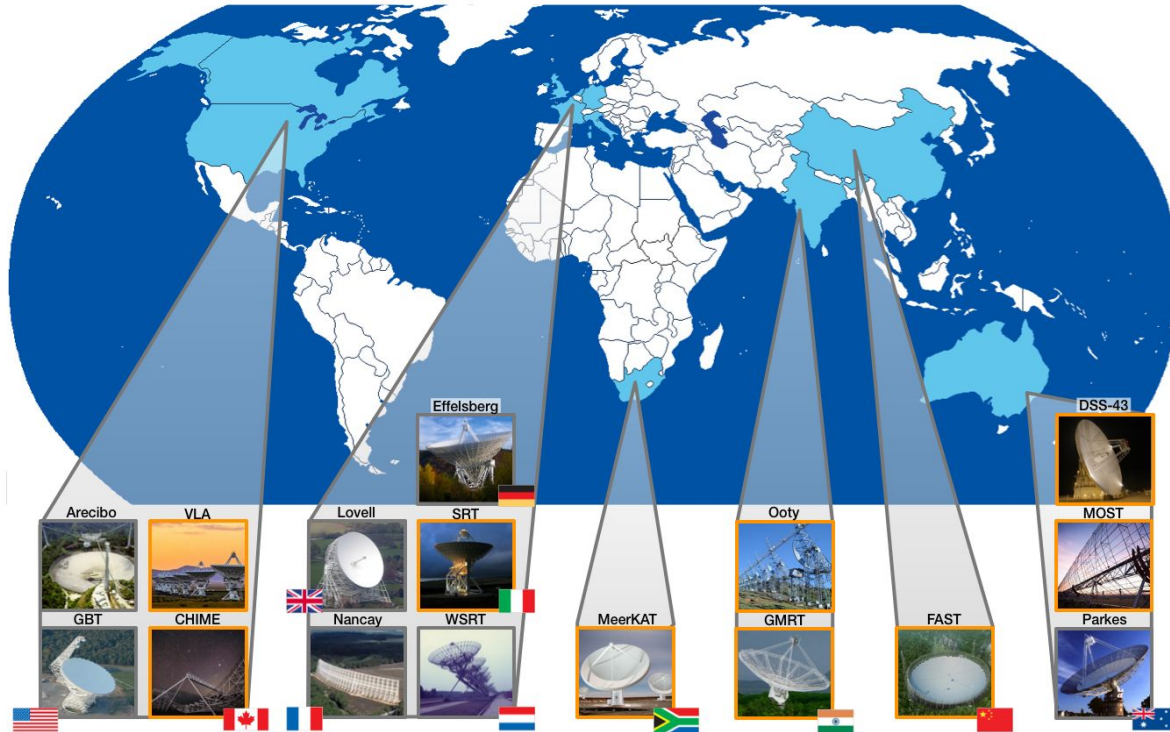 Effelsberg
DSS-43
Arecibo
VLA
Lovell
SRT
Ooty
MOST
GBT
CHIME
Nancay
WSRT
MeerKAT
GMRT
FAST
Parkes